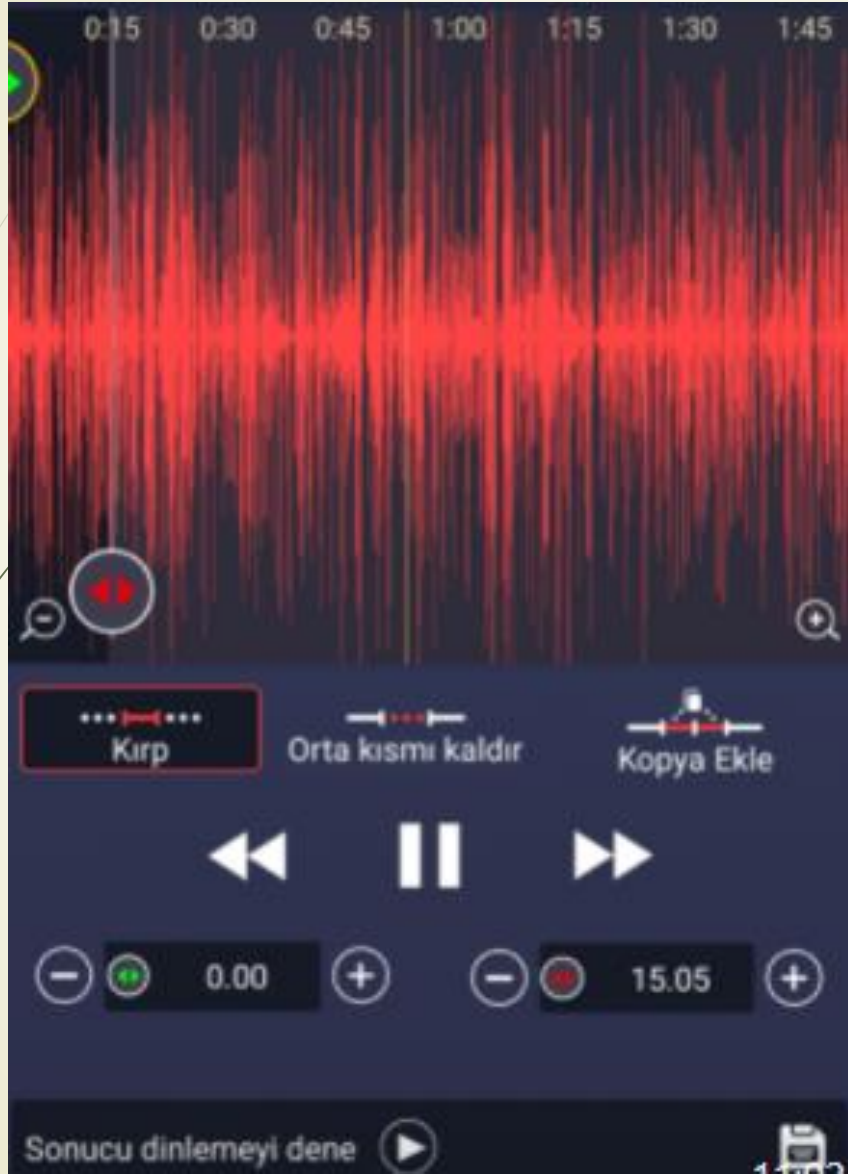 0:15 0:30 0:45 1:00 1:15 1:30 1:45
Kırp Orta kısmı kaldır Kopya Ekle
0.00 15.05
Sonucu dinlemeyi dene